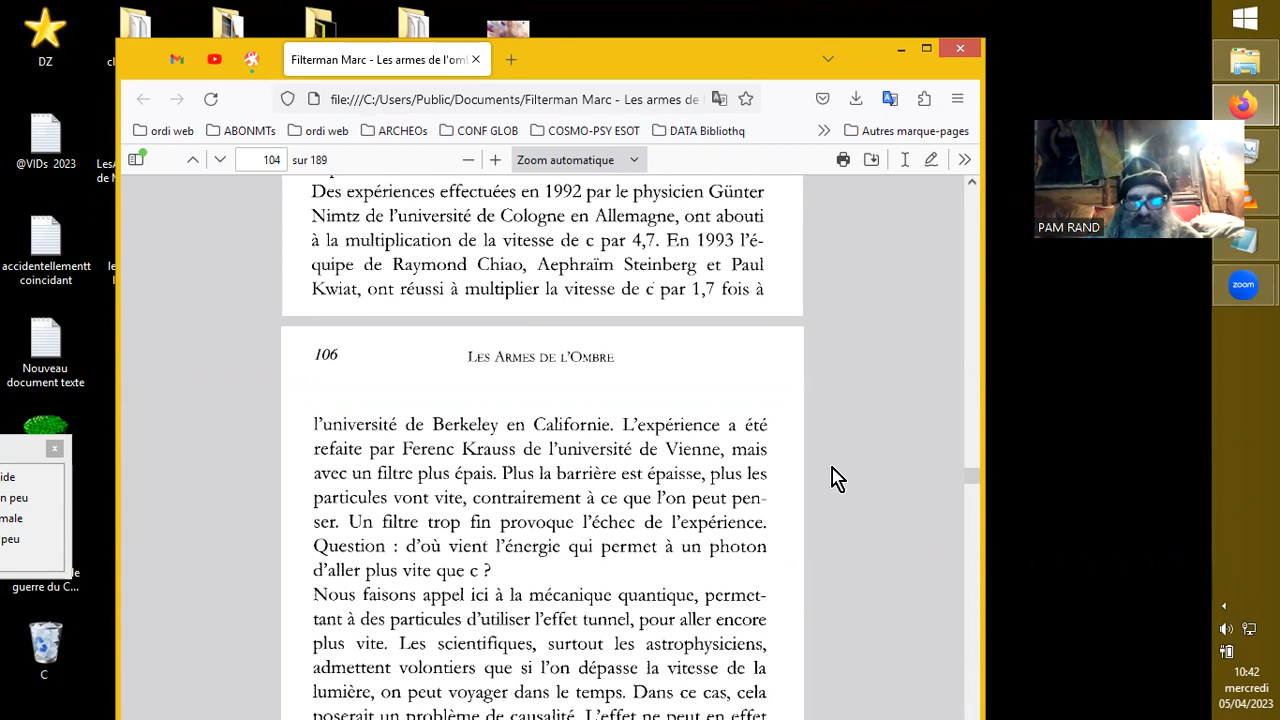 DZ
@VIDs 2023
accidentellementt
coincidant
Nouveau
document texte
guerre du C...
C
Filterman Marc - Les armes de l'om
file:///C:/Users/Public/Documents/Filterman Marc - Les armes de
ordi web
ABONMTs
ordi web
ARCHEOs
CONF GLOB
COSMO-PSY ESOT
DATA Bibliothq
Autres marque-pages
104 sur 189
Zoom automatique
Des expériences effectuées en 1992 par le physicien Günter
Nimtz de l'université de Cologne en Allemagne, ont abouti
à la multiplication de la vitesse de c par 4,7. En 1993 l'é-
quipe de Raymond Chiao, Aephraïm Steinberg et Paul
Kwiat, ont réussi à multiplier la vitesse de c par 1,7 fois à
106 LES ARMES DE L'OMBRE
l'université de Berkeley en Californie. L'expérience a été
refaite par Ferenc Krauss de l'université de Vienne, mais
avec un filtre plus épais. Plus la barrière est épaisse, plus les
particules vont vite, contrairement à ce que l'on peut pen-
ser. Un filtre trop fin provoque l'échec de l'expérience.
Question : d'où vient l'énergie qui permet à un photon
d'aller plus vite que c ?
Nous faisons appel ici à la mécanique quantique, permet-
tant à des particules d'utiliser l'effet tunnel, pour aller encore
plus vite. Les scientifiques, surtout les astrophysiciens,
admettent volontiers que si l'on dépasse la vitesse de la
lumière, on peut voyager dans le temps. Dans ce cas, cela
poserait un problème de causalité. L'effet ne peut en effet
PAM RAND
zoom
10:42
mercredi
05/04/2023